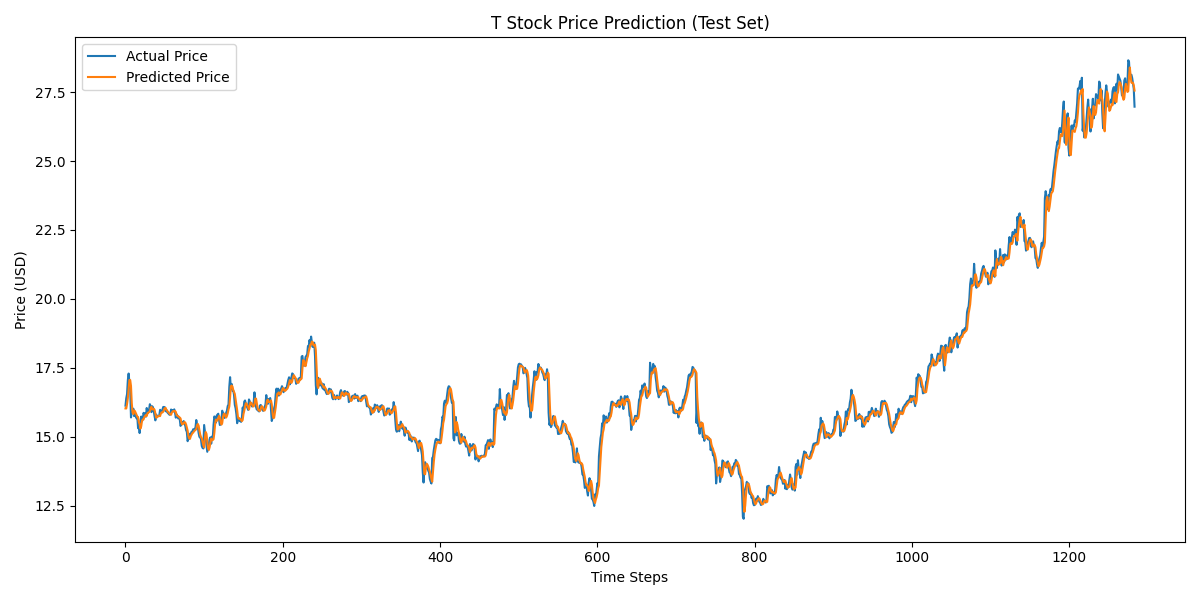 T Stock Price Prediction (Test Set)
Actual Price
Predicted Price
Price (USD)
27.5
25.0
22.5
20.0
17.5
15.0
12.5
0
200
400
600
800
1000
1200
Time Steps